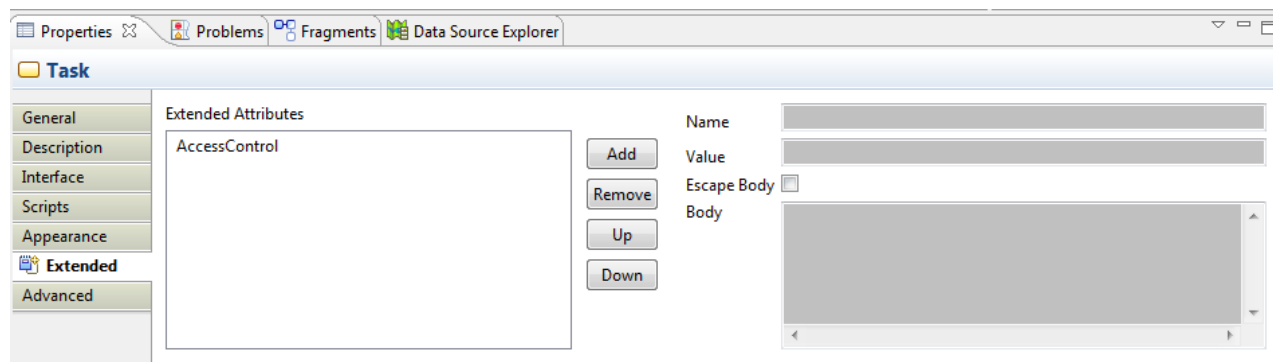 Properties Problems Fragments Data Source Explorer
Task
General
Description
Interface
Scripts
Appearance
Extended
Advanced
Extended Attributes
AccessControl
Add
Remove
Up
Down
Name
Value
Escape Body
Body